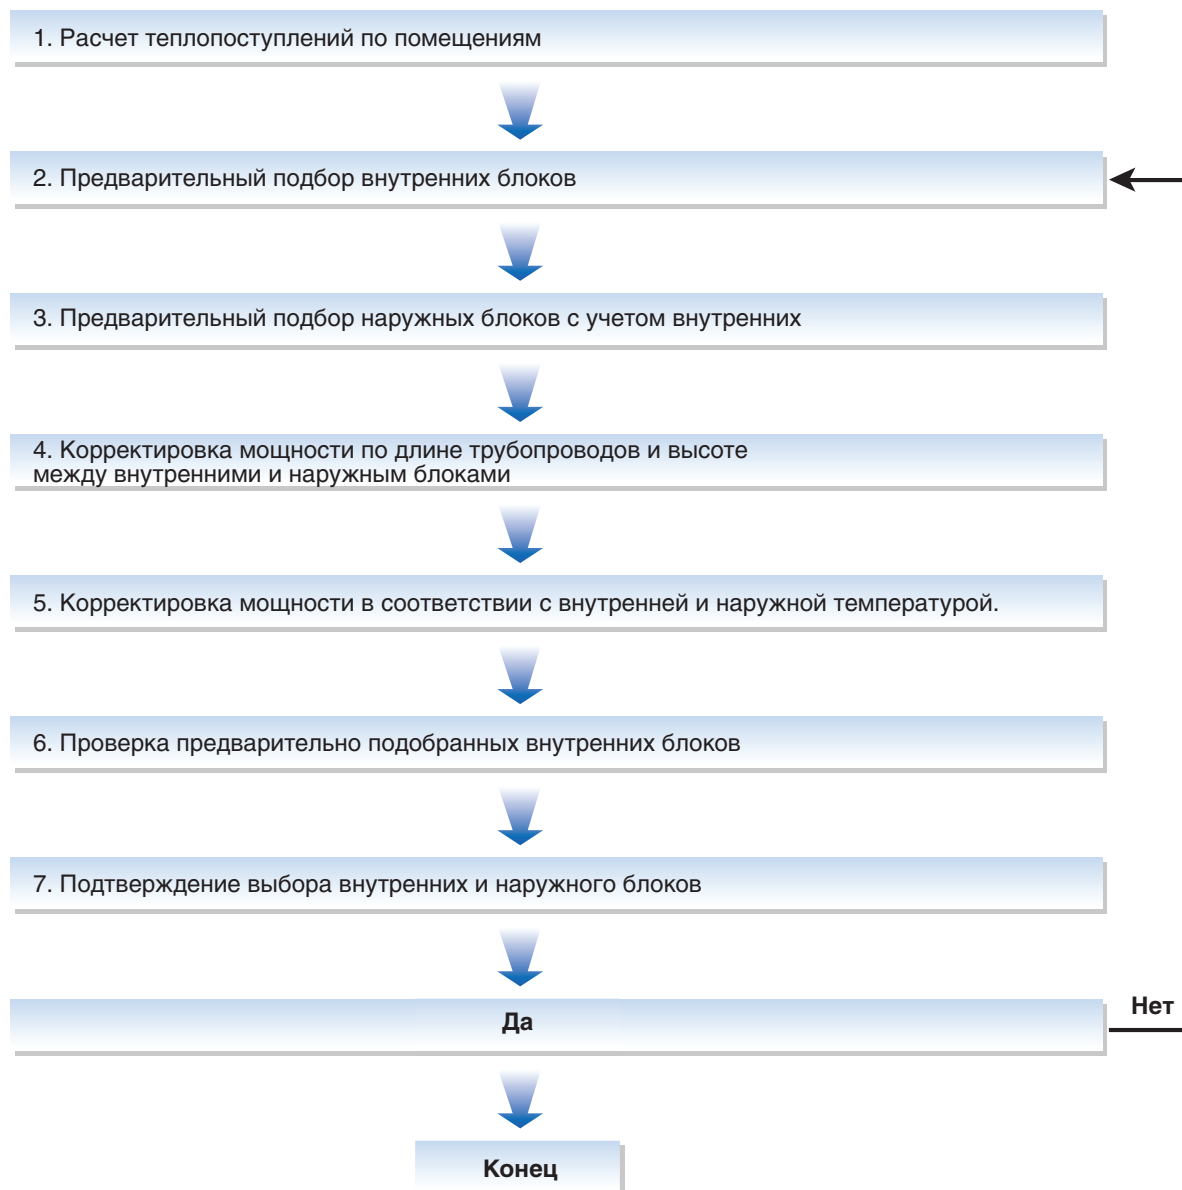 1. Расчет теплопоступлений по помещениям
2. Предварительный подбор внутренних блоков
3. Предварительный подбор наружных блоков с учетом внутренних
4. Корректировка мощности по длине трубопроводов и высоте
между внутренними и наружным блоками
5. Корректировка мощности в соответствии с внутренней и наружной температурой.
6. Проверка предварительно подобранных внутренних блоков
7. Подтверждение выбора внутренних и наружного блоков
Да
Нет
Конец